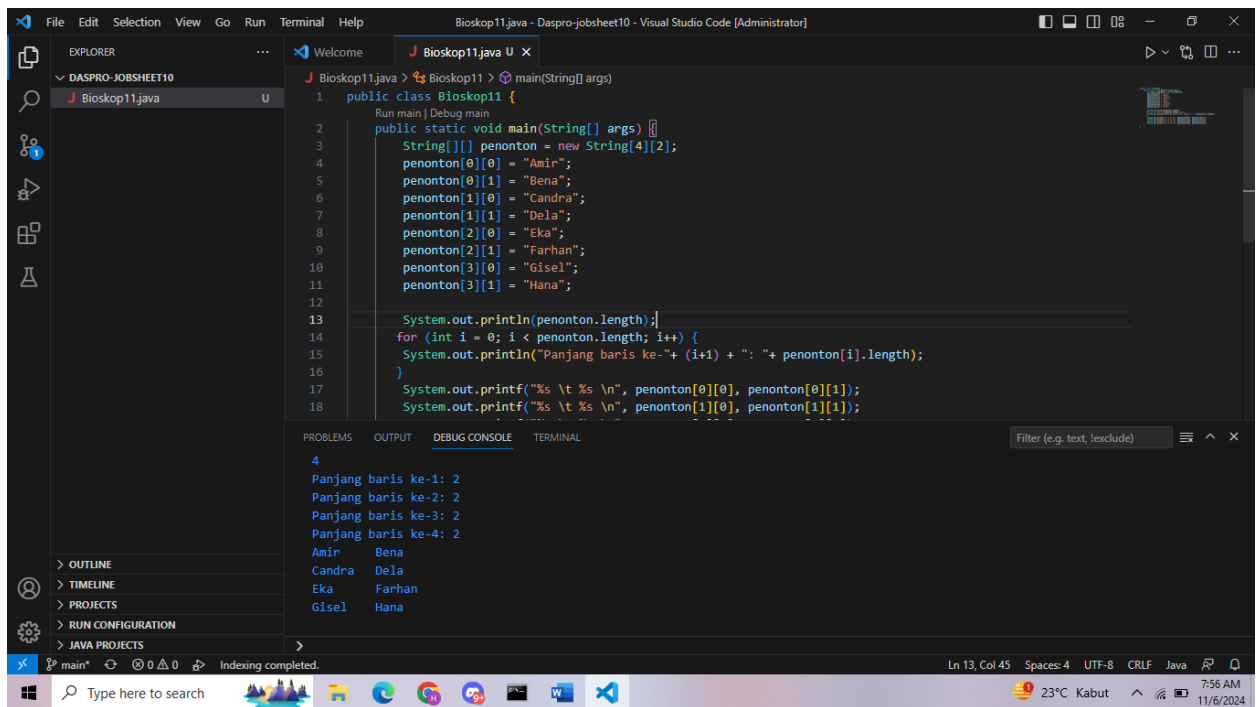 File Edit Selection View Go Run Terminal Help Bioskop11.java - Daspro-jobsheet10 - Visual Studio Code [Administrator]
EXPLORER ...
Welcome
J Bioskop11.java U
DASPRO-JOBSHEET10
J Bioskop11.java U
J Bioskop11.java > Bioskop11 > main(String[] args)
1 public class Bioskop11 {
Run main | Debug main
2 public static void main(String[] args) {
3 String[][] penonton = new String[4][2];
4 penonton[0][0] = "Amir";
5 penonton[0][1] = "Bena";
6 penonton[1][0] = "Candra";
7 penonton[1][1] = "Dela";
8 penonton[2][0] = "Eka";
9 penonton[2][1] = "Farhan";
10 penonton[3][0] = "Gisel";
11 penonton[3][1] = "Hana";
12
13 System.out.println(penonton.length);
14 for (int i = 0; i < penonton.length; i++) {
15 System.out.println("Panjang baris ke-"+ (i+1) + ": "+ penonton[i].length);
16 }
17 System.out.printf("%s \t %s \n", penonton[0][0], penonton[0][1]);
18 System.out.printf("%s \t %s \n", penonton[1][0], penonton[1][1]);
PROBLEMS OUTPUT DEBUG CONSOLE TERMINAL Filter (e.g. text, !exclude)
4
Panjang baris ke-1: 2
Panjang baris ke-2: 2
Panjang baris ke-3: 2
Panjang baris ke-4: 2
Amir Bena
Candra Dela
Eka Farhan
Gisel Hana
OUTLINE
TIMELINE
PROJECTS
RUN CONFIGURATION
JAVA PROJECTS
1
main* 0 0 Indexing completed. Ln 13, Col 45 Spaces: 4 UTF-8 CRLF Java
Type here to search
23°C Kabut
7:56 AM
11/6/2024